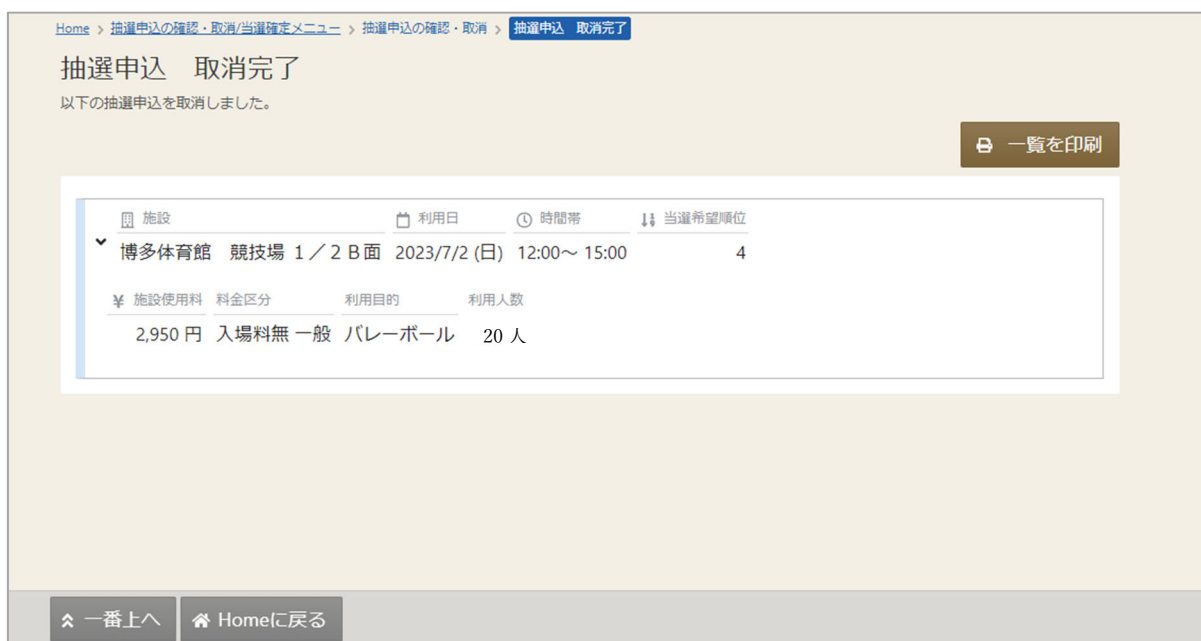 Home > 抽選申込の確認・取消/当選確定メニュー > 抽選申込の確認・取消 > 抽選申込　取消完了
抽選申込　取消完了
以下の抽選申込を取消しました。
一覧を印刷
施設 利用日 時間帯 当選希望順位
博多体育館　競技場 １／２Ｂ面 2023/7/2 (日) 12:00～ 15:00 4
¥ 施設使用料 料金区分 利用目的 利用人数
2,950 円 入場料無 一般 バレーボール 20 人
一番上へ Homeに戻る